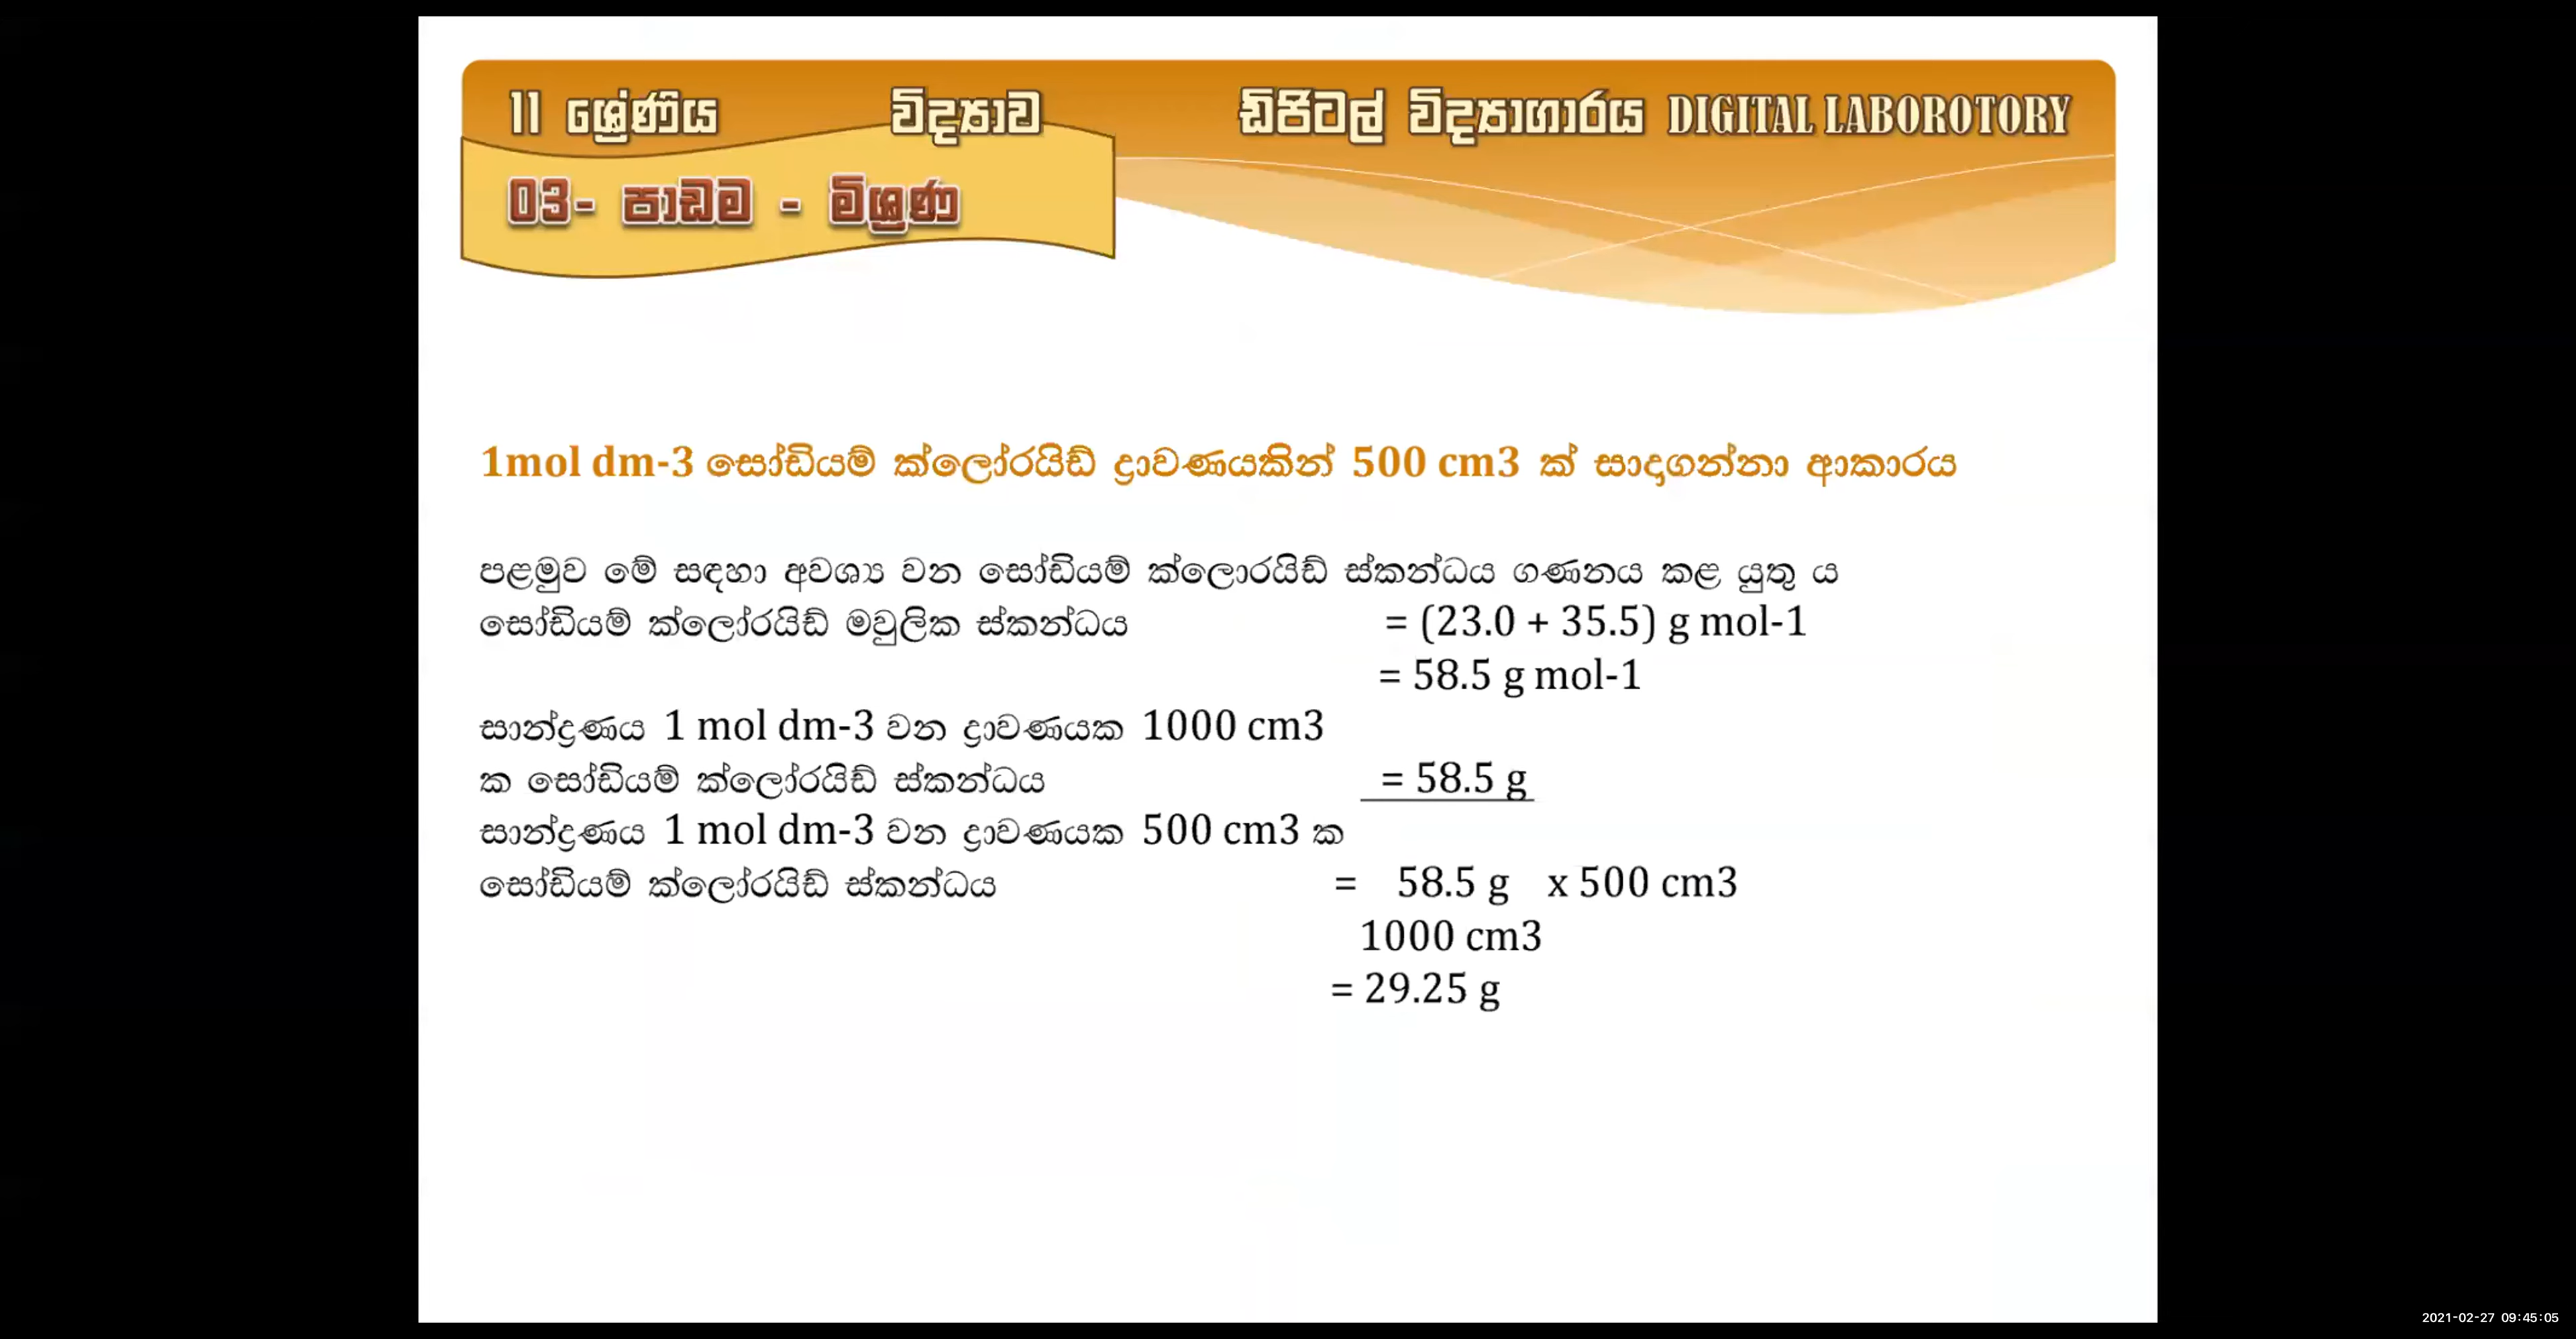 11 ශ්‍රේණිය විද්‍යාව ඩිජිටල් විද්‍යාගාරය DIGITAL LABOROTORY
03- පාඩම - මිශ්‍රණ
1mol dm-3 සෝඩියම් ක්ලෝරයිඩ් ද්‍රාවණයකින් 500 cm3 ක් සාදාගන්නා ආකාරය
පළමුව මේ සඳහා අවශ්‍ය වන සෝඩියම් ක්ලොරයිඩ් ස්කන්ධය ගණනය කළ යුතු ය
සෝඩියම් ක්ලෝරයිඩ් මවුලික ස්කන්ධය = (23.0 + 35.5) g mol-1
= 58.5 g mol-1
සාන්ද්‍රණය 1 mol dm-3 වන ද්‍රාවණයක 1000 cm3
ක සෝඩියම් ක්ලෝරයිඩ් ස්කන්ධය = 58.5 g
සාන්ද්‍රණය 1 mol dm-3 වන ද්‍රාවණයක 500 cm3 ක
සෝඩියම් ක්ලෝරයිඩ් ස්කන්ධය = 58.5 g x 500 cm3
1000 cm3
= 29.25 g
2021-02-27 09:45:05